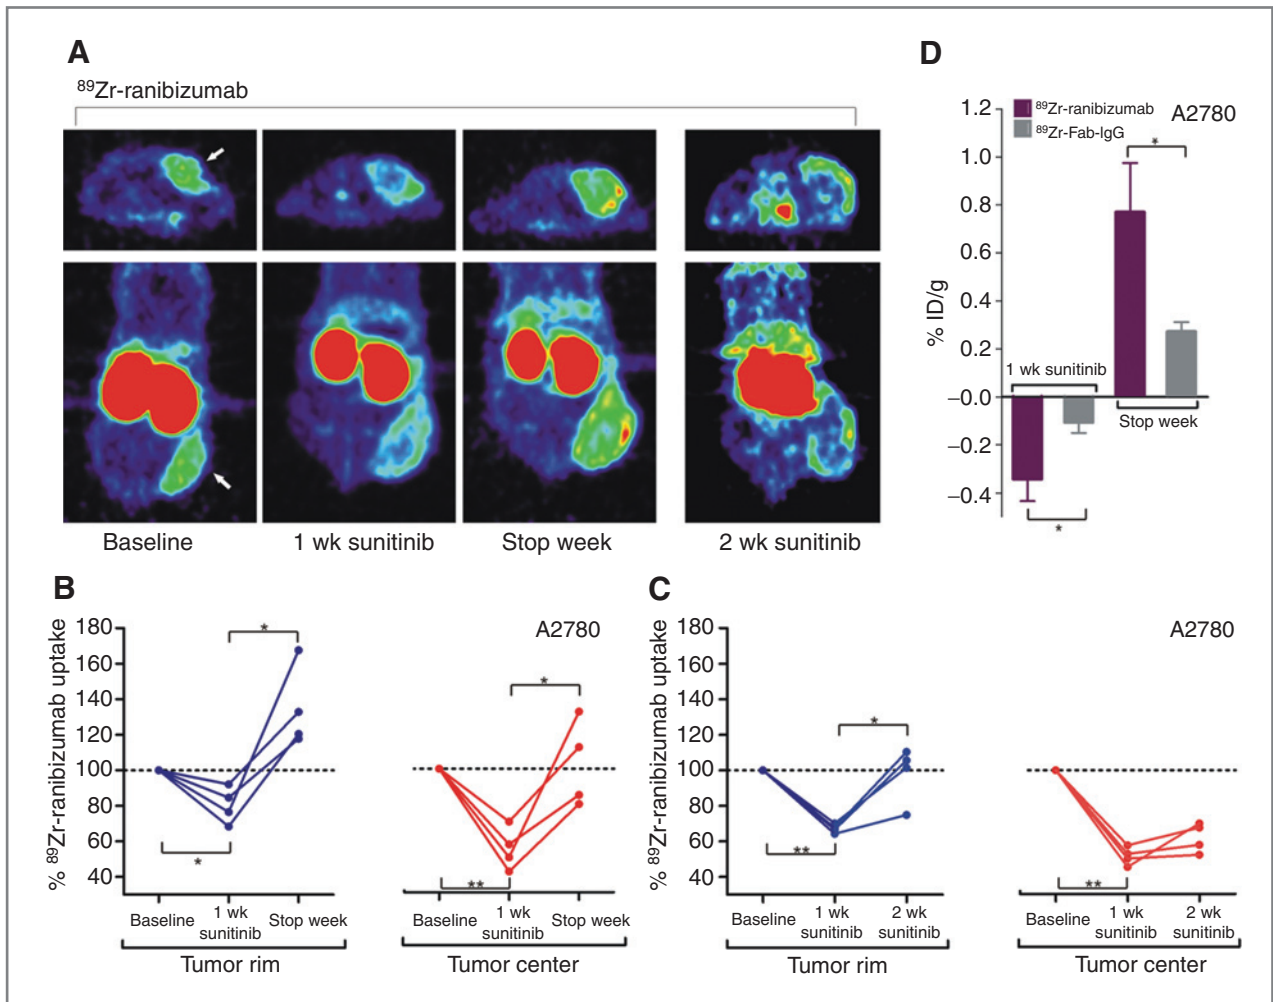 A
⁸⁹Zr-ranibizumab
Baseline
1 wk sunitinib
Stop week
2 wk sunitinib
D
% ID/g
1.2
1.0
0.8
0.6
0.4
0.2
–0.0
–0.2
–0.4
⁸⁹Zr-ranibizumab
⁸⁹Zr-Fab-IgG
A2780
*
1 wk sunitinib
Stop week
*
B
% ⁸⁹Zr-ranibizumab uptake
180
160
140
120
100
80
60
40
*
*
Baseline
1 wk
sunitinib
Stop week
Tumor rim
A2780
*
**
Baseline
1 wk
sunitinib
Stop week
Tumor center
C
% ⁸⁹Zr-ranibizumab uptake
180
160
140
120
100
80
60
40
*
**
Baseline
1 wk
sunitinib
2 wk
sunitinib
Tumor rim
A2780
**
Baseline
1 wk
sunitinib
2 wk
sunitinib
Tumor center